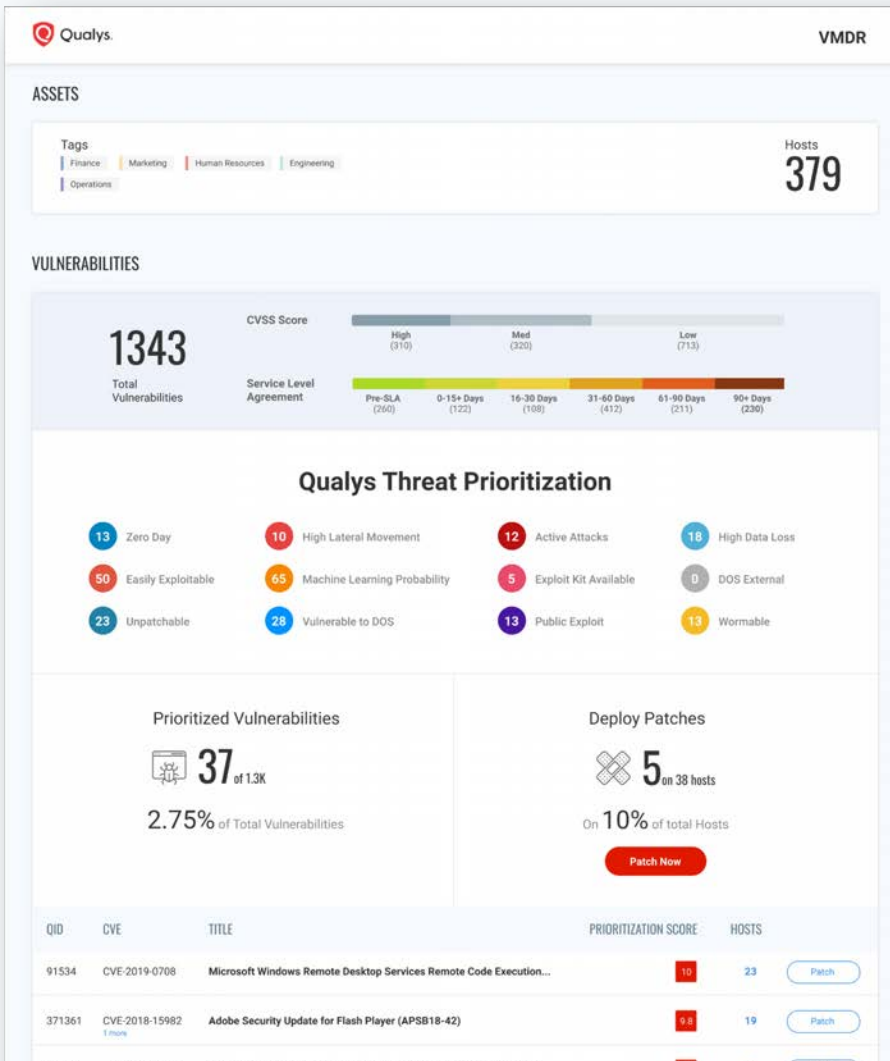 Qualys.
VMDR
ASSETS
Tags
Finance Marketing Human Resources Engineering
Operations
Hosts
379
VULNERABILITIES
1343
Total
Vulnerabilities
CVSS Score
High Med Low
(310) (320) (713)
Service Level
Agreement
Pre-SLA 0-15+ Days 16-30 Days 31-60 Days 61-90 Days 90+ Days
(260) (122) (108) (412) (211) (230)
Qualys Threat Prioritization
13 Zero Day 10 High Lateral Movement 12 Active Attacks 18 High Data Loss
50 Easily Exploitable 65 Machine Learning Probability 5 Exploit Kit Available 0 DOS External
23 Unpatchable 28 Vulnerable to DOS 13 Public Exploit 13 Wormable
Prioritized Vulnerabilities
37 of 1.3K
2.75% of Total Vulnerabilities
Deploy Patches
5 on 38 hosts
On 10% of total Hosts
Patch Now
QID CVE TITLE PRIORITIZATION SCORE HOSTS
91534 CVE-2019-0708 Microsoft Windows Remote Desktop Services Remote Code Execution... 10 23 Patch
371361 CVE-2018-15982 Adobe Security Update for Flash Player (APSB18-42) 9.8 19 Patch
1 more